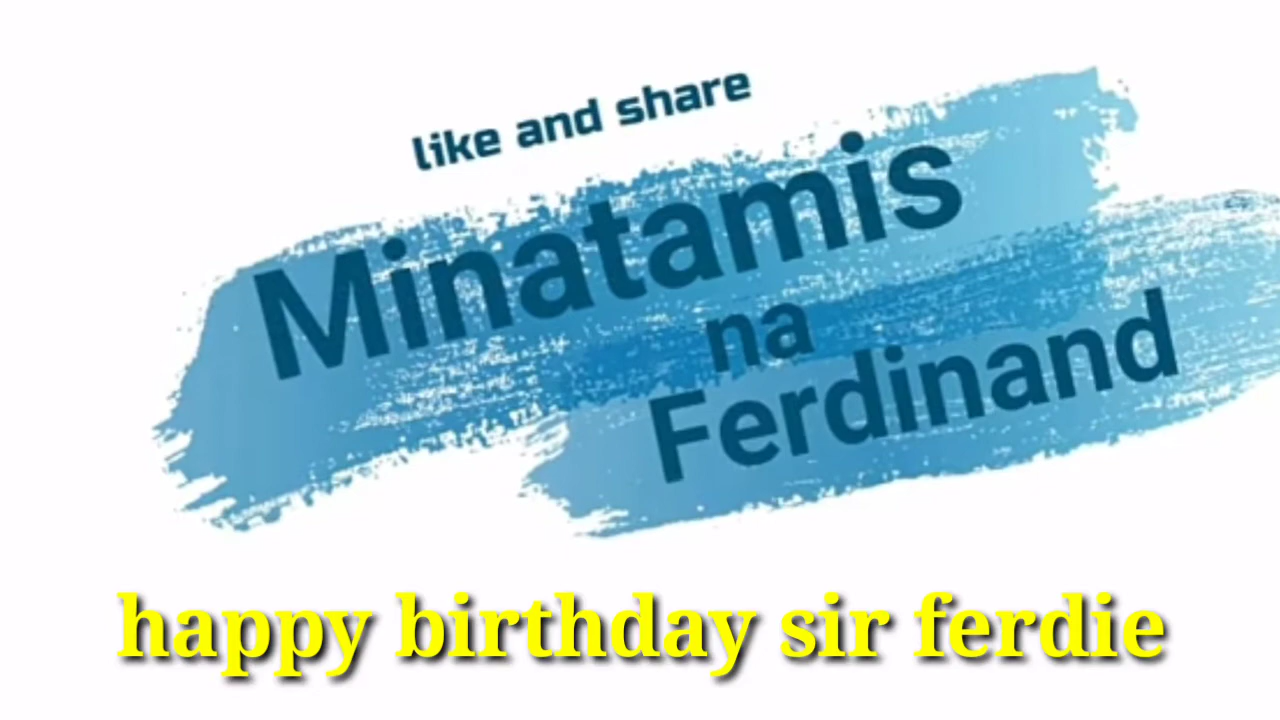 like and share
Minatamis
na
Ferdinand
happy birthday sir ferdie